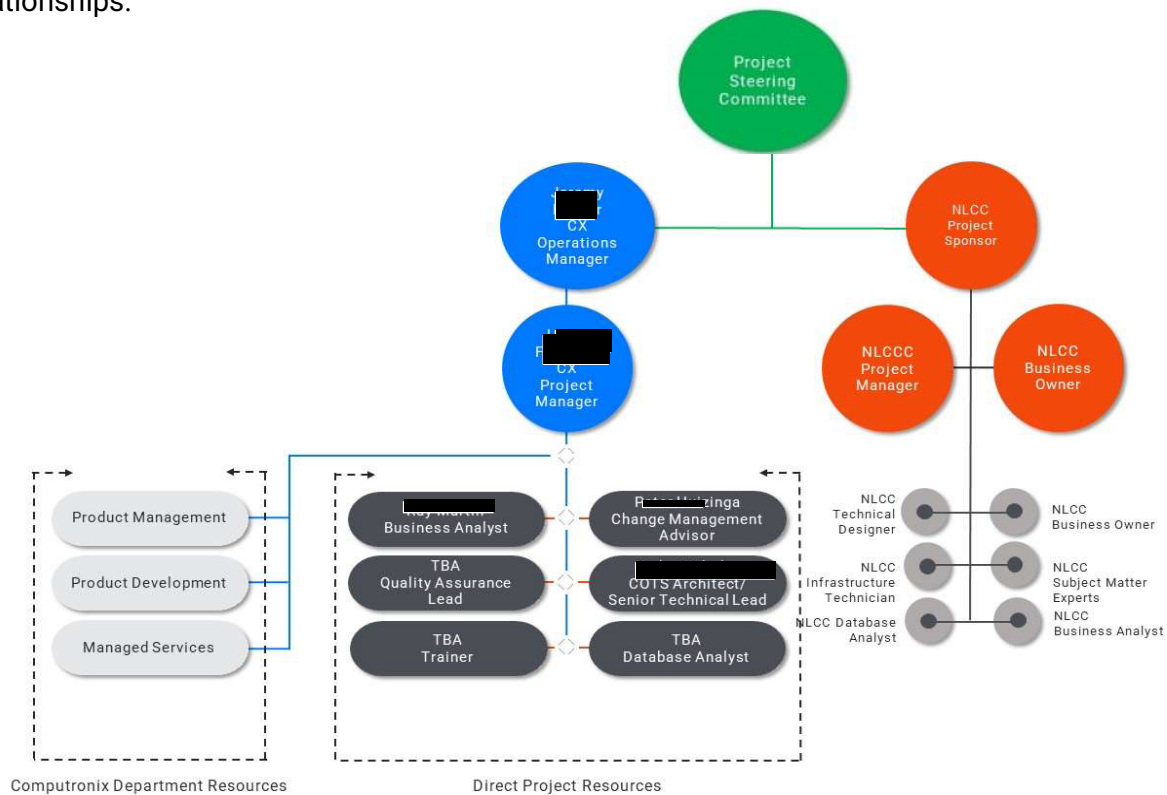 ationships.
Project
Steering
Committee
CX
Operations
Manager
NLCC
Project
Sponsor
CX
Project
Manager
NLCCC
Project
Manager
NLCC
Business
Owner
Product Management
Product Development
Managed Services
Business Analyst
Change Management
Advisor
TBA
Quality Assurance
Lead
COTS Architect/
Senior Technical Lead
TBA
Trainer
TBA
Database Analyst
NLCC
Technical
Designer
NLCC
Business Owner
NLCC
Infrastructure
Technician
NLCC
Subject Matter
Experts
NLCC Database
Analyst
NLCC
Business Analyst
Computronix Department Resources
Direct Project Resources